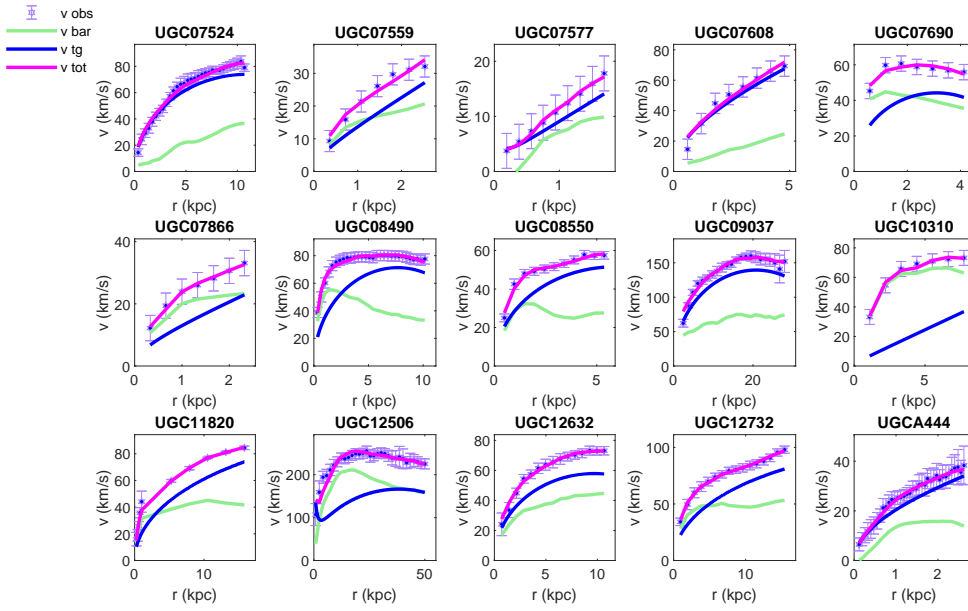 v obs
v bar
v tg
v tot
UGC07524
UGC07559
UGC07577
UGC07608
UGC07690
v (km/s)
0
20
40
60
80
0
5
10
r (kpc)
v (km/s)
0
10
20
30
40
0
1
2
r (kpc)
v (km/s)
0
10
20
0
1
r (kpc)
v (km/s)
0
20
40
60
80
0
2
4
r (kpc)
v (km/s)
0
20
40
60
0
2
4
r (kpc)
UGC07866
UGC08490
UGC08550
UGC09037
UGC10310
v (km/s)
0
20
40
0
1
2
r (kpc)
v (km/s)
0
20
40
60
80
0
5
10
r (kpc)
v (km/s)
0
20
40
60
0
5
r (kpc)
v (km/s)
0
50
100
150
0
20
r (kpc)
v (km/s)
0
20
40
60
80
0
5
r (kpc)
UGC11820
UGC12506
UGC12632
UGC12732
UGCA444
v (km/s)
0
20
40
60
80
0
10
r (kpc)
v (km/s)
0
100
200
0
50
r (kpc)
v (km/s)
0
20
40
60
80
0
5
10
r (kpc)
v (km/s)
0
50
100
0
10
r (kpc)
v (km/s)
0
20
40
0
1
2
r (kpc)